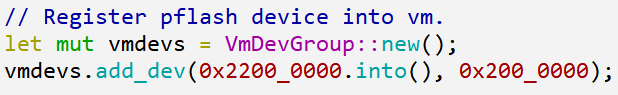 // Register pflash device into vm.
let mut vmdevs = VmDevGroup::new();
vmdevs.add_dev(0x2200_0000.into(), 0x200_0000);